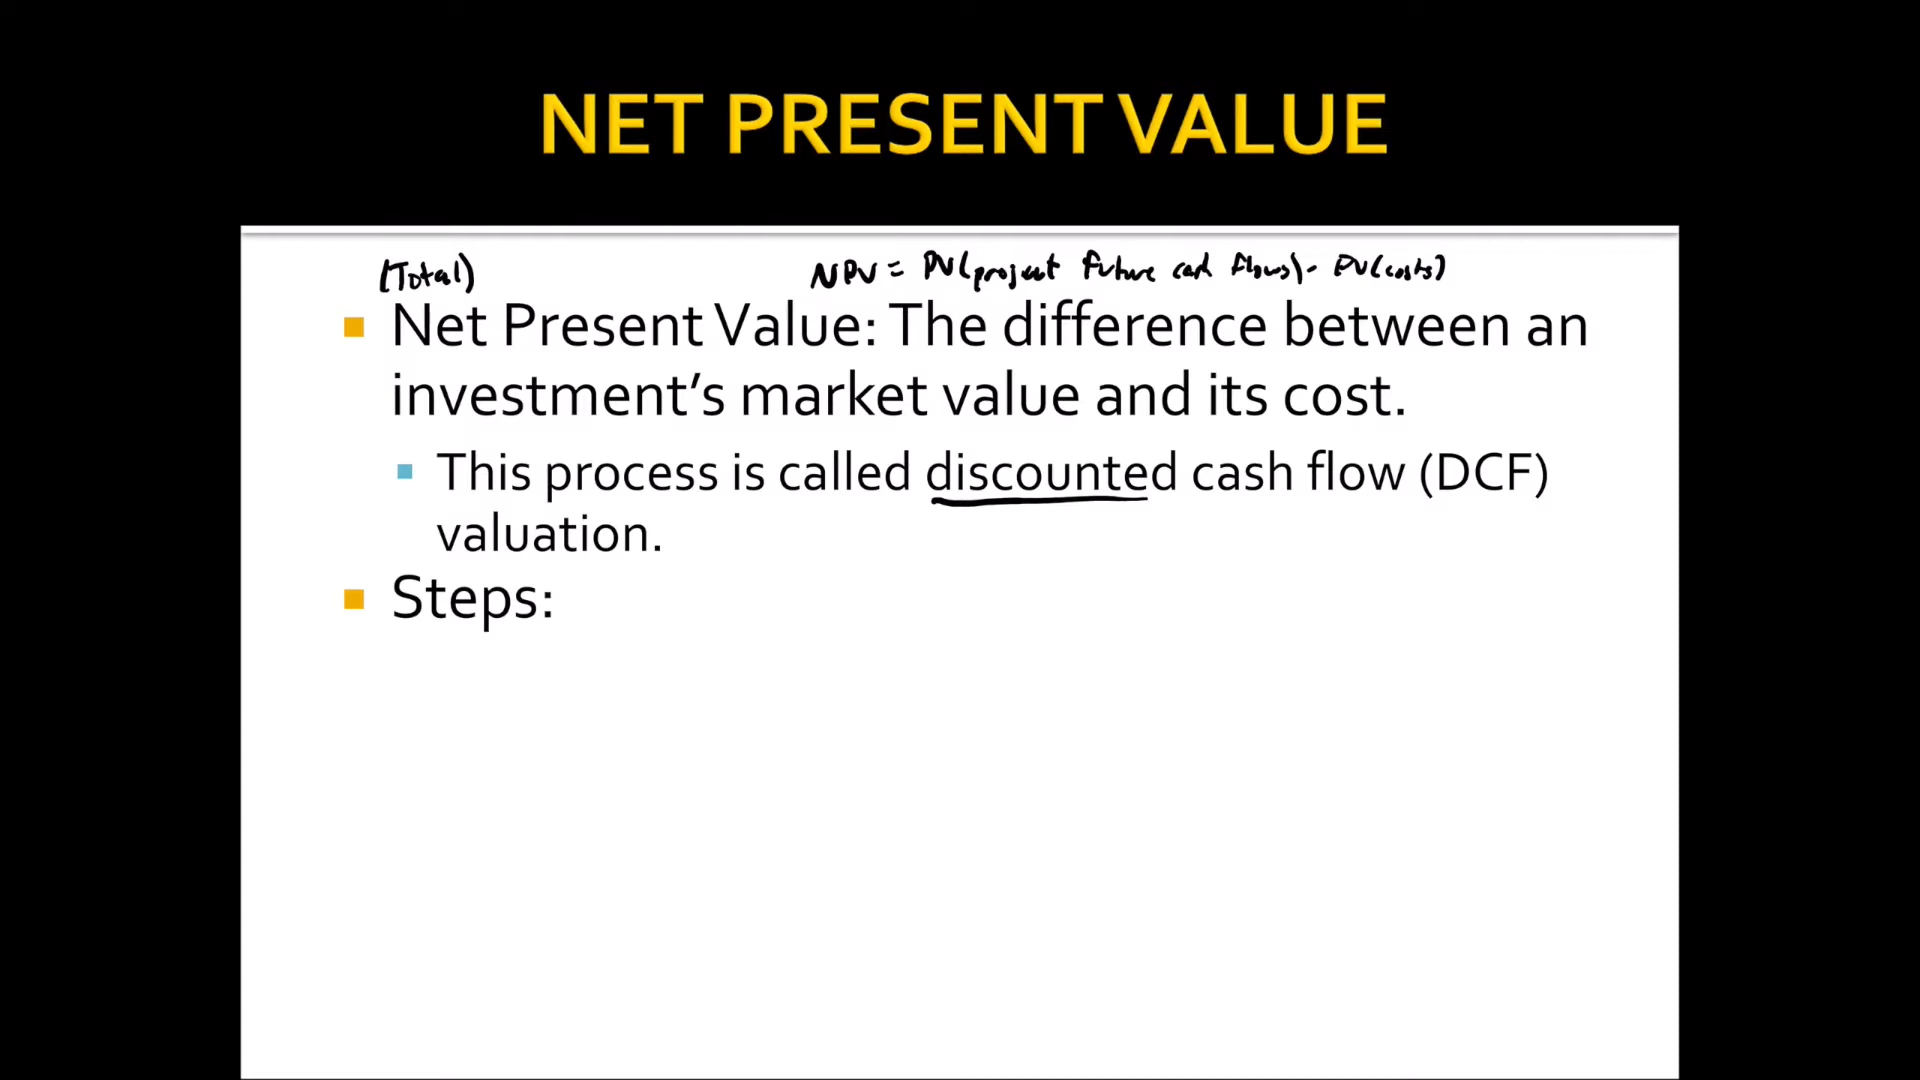 NET PRESENT VALUE
(Total)
NPV = PV(project future cash flows) - PV(costs)
Net Present Value: The difference between an
investment’s market value and its cost.
This process is called discounted cash flow (DCF)
valuation.
Steps: